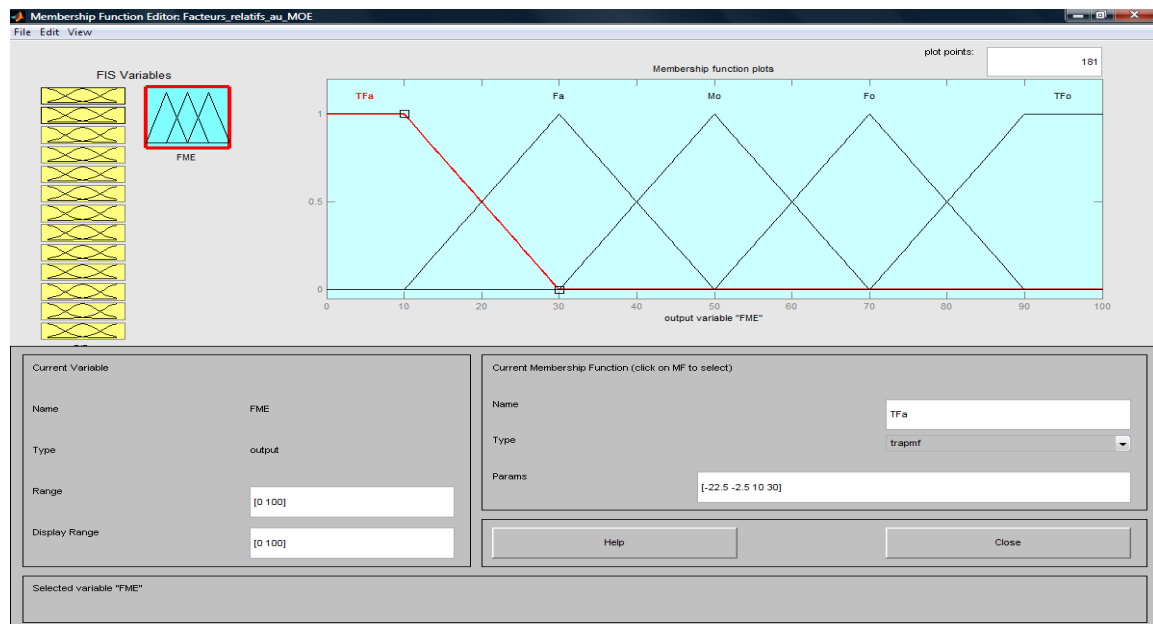 Membership Function Editor: Facteurs_relatifs_au_MOE
File Edit View
plot points:
181
FIS Variables
FME
Membership function plots
TFa
Fa
Mo
Fo
TFo
1
0.5
0
0 10 20 30 40 50 60 70 80 90 100
output variable "FME"
Current Variable
Name
FME
Type
output
Range
[0 100]
Display Range
[0 100]
Current Membership Function (click on MF to select)
Name
TFa
Type
trapmf
Params
[-22.5 -2.5 10 30]
Help
Close
Selected variable "FME"